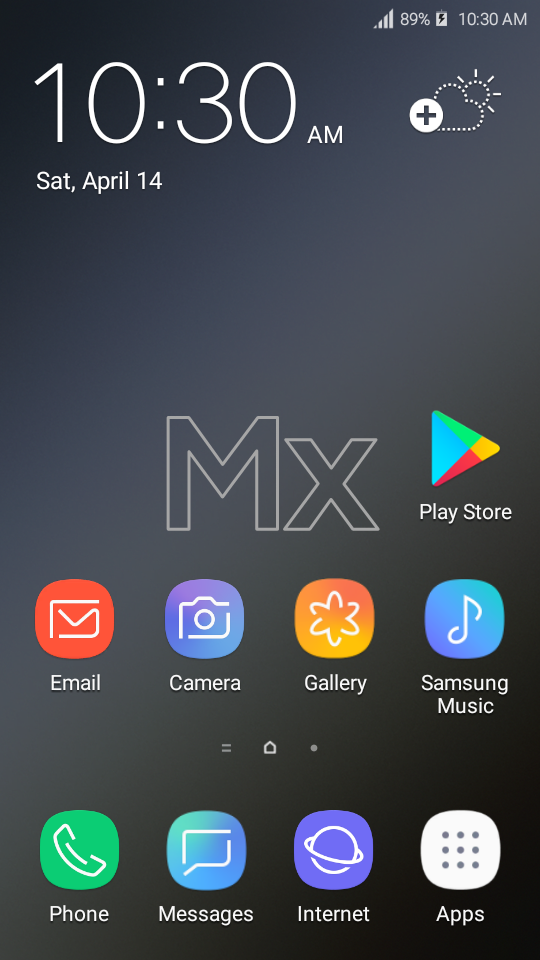 89% 10:30 AM
10:30 AM
Sat, April 14
Mx
Play Store
Email Camera Gallery Samsung
Music
Phone Messages Internet Apps